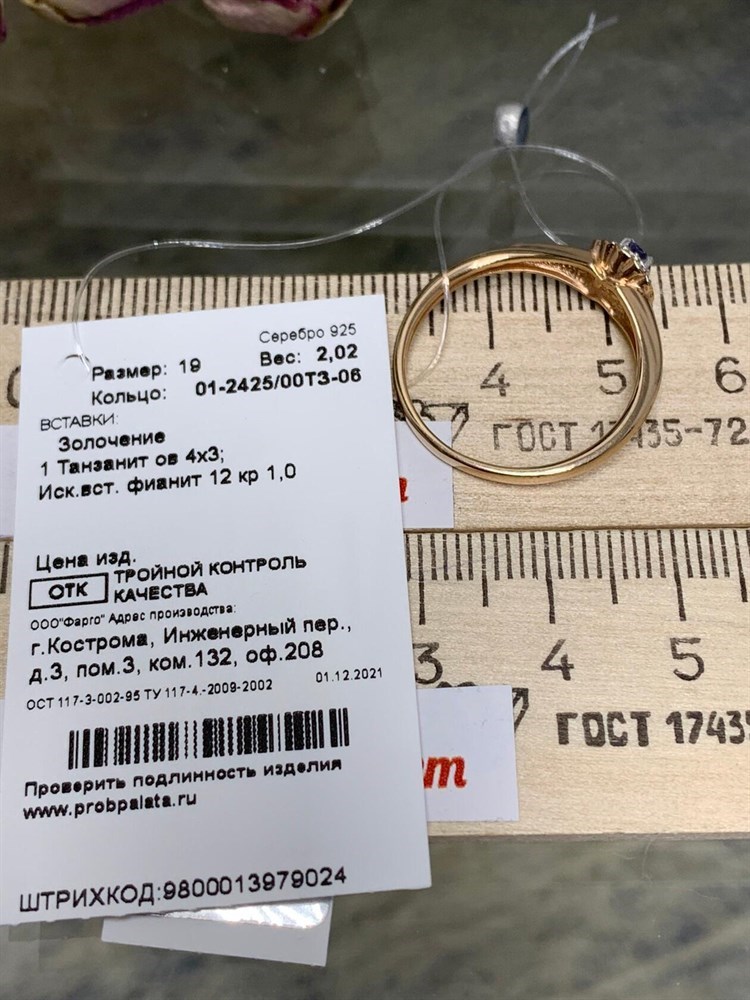 Серебро 925
Размер: 19 Вес: 2,02
Кольцо: 01-2425/00ТЗ-06
ВСТАВКИ:
Золочение
1 Танзанит ов 4х3;
Иск.вст. фианит 12 кр 1,0
Цена изд.
ОТК ТРОЙНОЙ КОНТРОЛЬ
КАЧЕСТВА
ООО"Фарго" Адрес производства:
г.Кострома, Инженерный пер.,
д.3, пом.3, ком.132, оф.208
ОСТ 117-3-002-95 ТУ 117-4.-2009-2002 01.12.2021
Проверить подлинность изделия
www.probpalata.ru
ШТРИХКОД:9800013979024
4 5 6
ГОСТ 17435-72
3 4 5
ГОСТ 1743